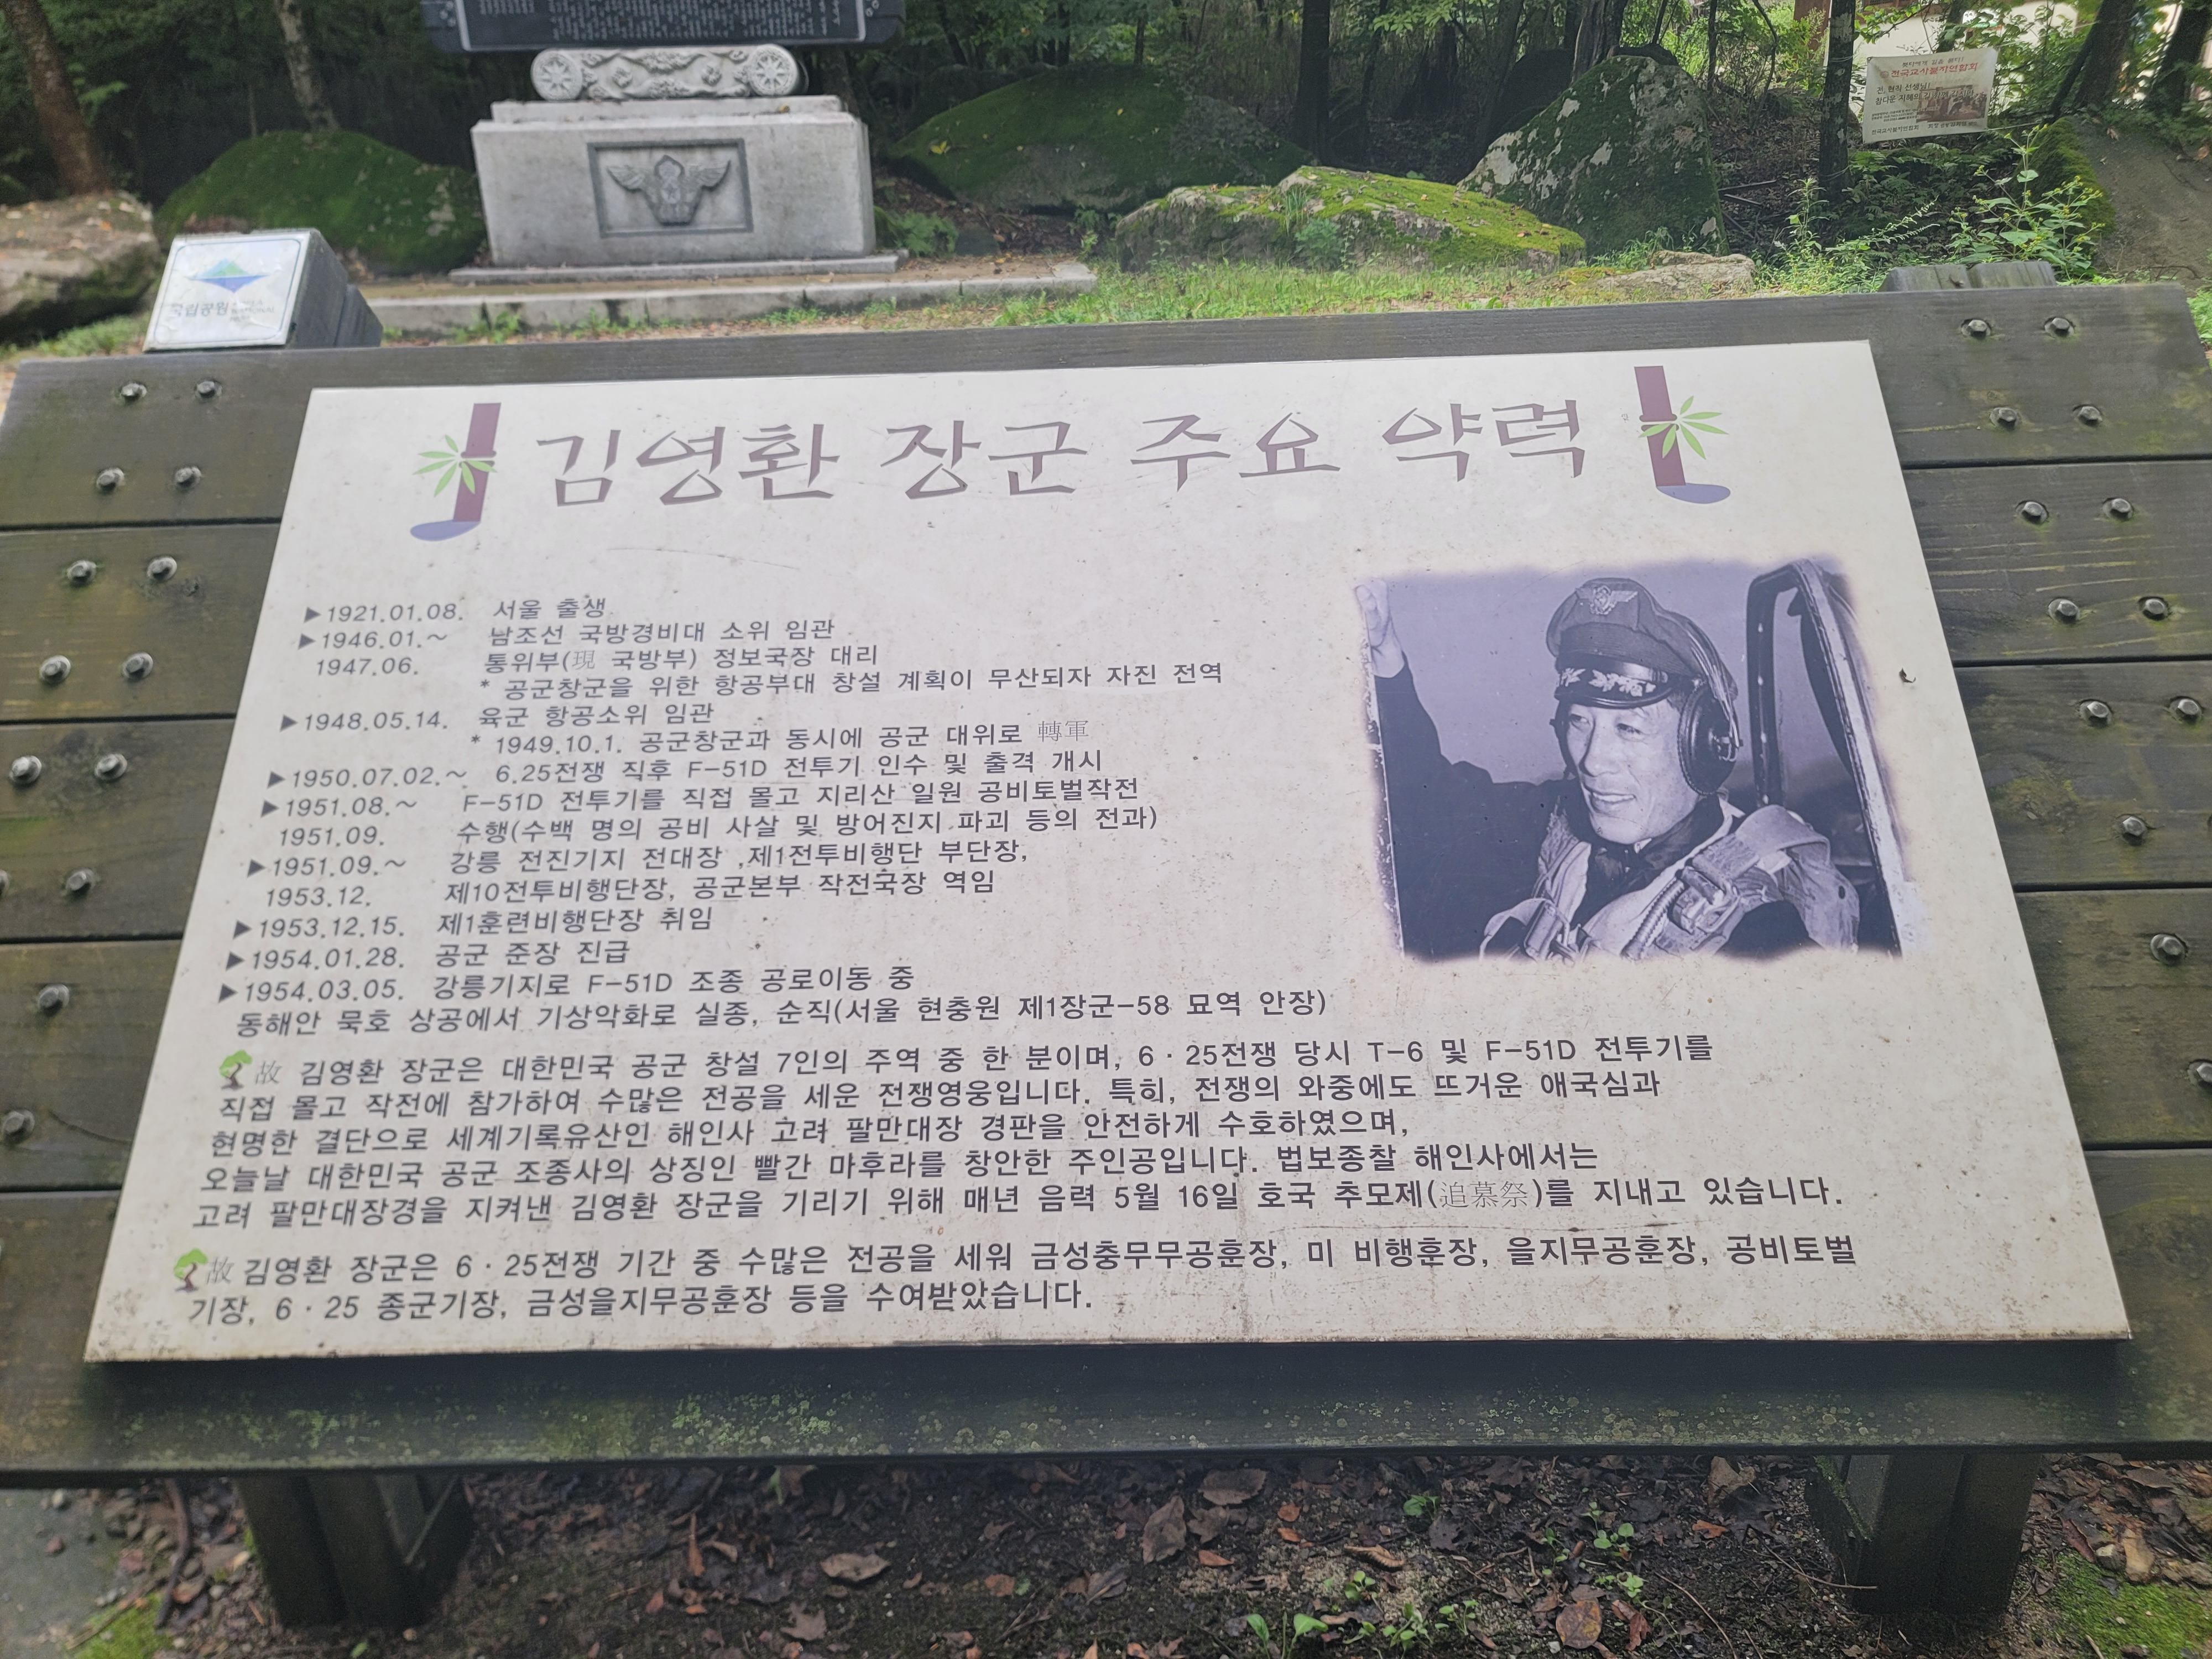 전국교사불자연합회
국립공원
김영환 장군 주요 약력
▶1921.01.08. 서울 출생
▶1946.01.~ 남조선 국방경비대 소위 임관
1947.06. 통위부(現 국방부) 정보국장 대리
* 공군창군을 위한 항공부대 창설 계획이 무산되자 자진 전역
▶1948.05.14. 육군 항공소위 임관
* 1949.10.1. 공군창군과 동시에 공군 대위로 轉軍
▶1950.07.02.~ 6.25전쟁 직후 F-51D 전투기 인수 및 출격 개시
▶1951.08.~ F-51D 전투기를 직접 몰고 지리산 일원 공비토벌작전
1951.09. 수행(수백 명의 공비 사살 및 방어진지 파괴 등의 전과)
▶1951.09.~ 강릉 전진기지 전대장 ,제1전투비행단 부단장,
1953.12. 제10전투비행단장, 공군본부 작전국장 역임
▶1953.12.15. 제1훈련비행단장 취임
▶1954.01.28. 공군 준장 진급
▶1954.03.05. 강릉기지로 F-51D 조종 공로이동 중
동해안 묵호 상공에서 기상악화로 실종, 순직(서울 현충원 제1장군-58 묘역 안장)
故 김영환 장군은 대한민국 공군 창설 7인의 주역 중 한 분이며, 6·25전쟁 당시 T-6 및 F-51D 전투기를
직접 몰고 작전에 참가하여 수많은 전공을 세운 전쟁영웅입니다. 특히, 전쟁의 와중에도 뜨거운 애국심과
현명한 결단으로 세계기록유산인 해인사 고려 팔만대장 경판을 안전하게 수호하였으며,
오늘날 대한민국 공군 조종사의 상징인 빨간 마후라를 창안한 주인공입니다. 법보종찰 해인사에서는
고려 팔만대장경을 지켜낸 김영환 장군을 기리기 위해 매년 음력 5월 16일 호국 추모제(追慕祭)를 지내고 있습니다.
故 김영환 장군은 6·25전쟁 기간 중 수많은 전공을 세워 금성충무무공훈장, 미 비행훈장, 을지무공훈장, 공비토벌
기장, 6·25 종군기장, 금성을지무공훈장 등을 수여받았습니다.